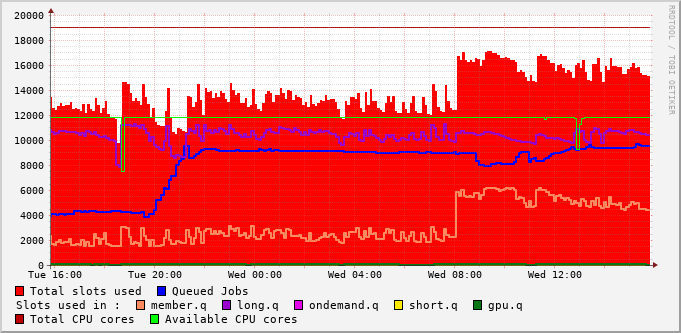 RRDTOOL / TOBI OETIKER
20000
18000
16000
14000
12000
10000
8000
6000
4000
2000
0
Tue 16:00 Tue 20:00 Wed 00:00 Wed 04:00 Wed 08:00 Wed 12:00
Total slots used Queued Jobs
Slots used in : member.q long.q ondemand.q short.q gpu.q
Total CPU cores Available CPU cores